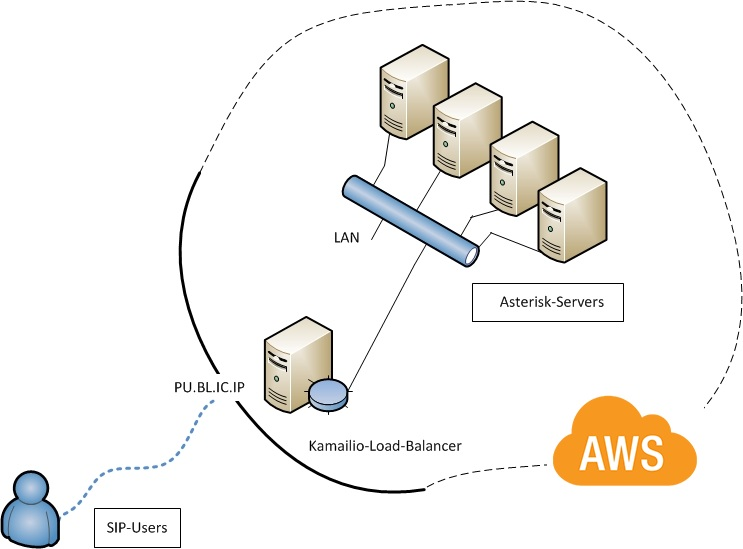 LAN
Asterisk-Servers
PU.BL.IC.IP
Kamailio-Load-Balancer
AWS
SIP-Users